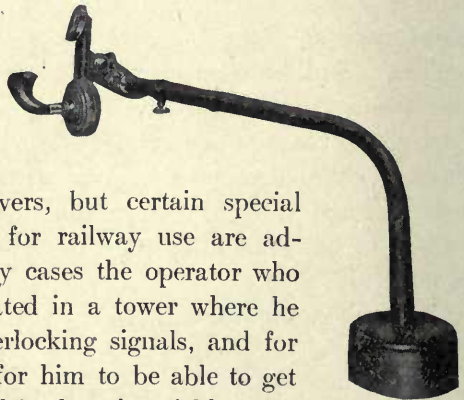 vers, but certain special
for railway use are ad-
y cases the operator who
ated in a tower where he
erlocking signals, and for
for him to be able to get